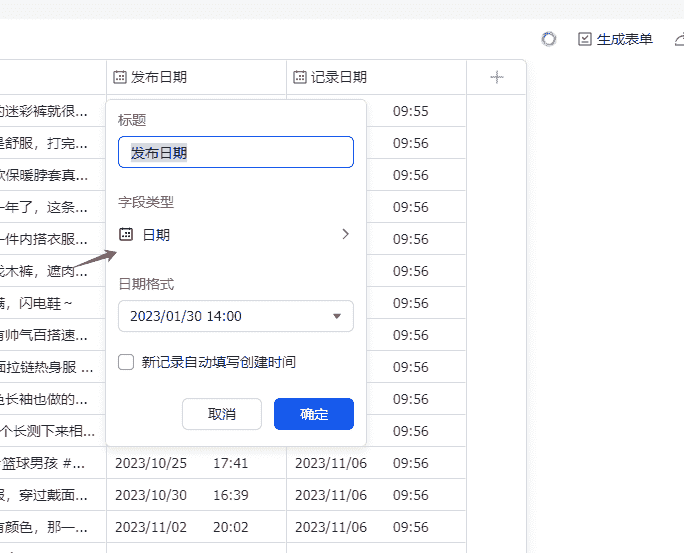 生成表单
发布日期
记录日期
的迷彩裤就很...
09:55
是舒服，打完...
09:56
保暖脖套真...
09:56
年了，这条...
09:56
一件内搭衣服...
09:56
木裤，遮肉...
09:56
，闪电鞋～
09:56
有帅气百搭速...
09:56
面拉链热身服 ...
09:56
色长袖也做的...
09:56
个长测下来相...
09:56
篮球男孩 #...
2023/10/25 17:41
2023/11/06 09:56
，穿过戴面...
2023/10/30 16:39
2023/11/06 09:56
有颜色，那一...
2023/11/02 20:02
2023/11/06 09:56
标题
发布日期
字段类型
日期
日期格式
2023/01/30 14:00
新记录自动填写创建时间
取消
确定